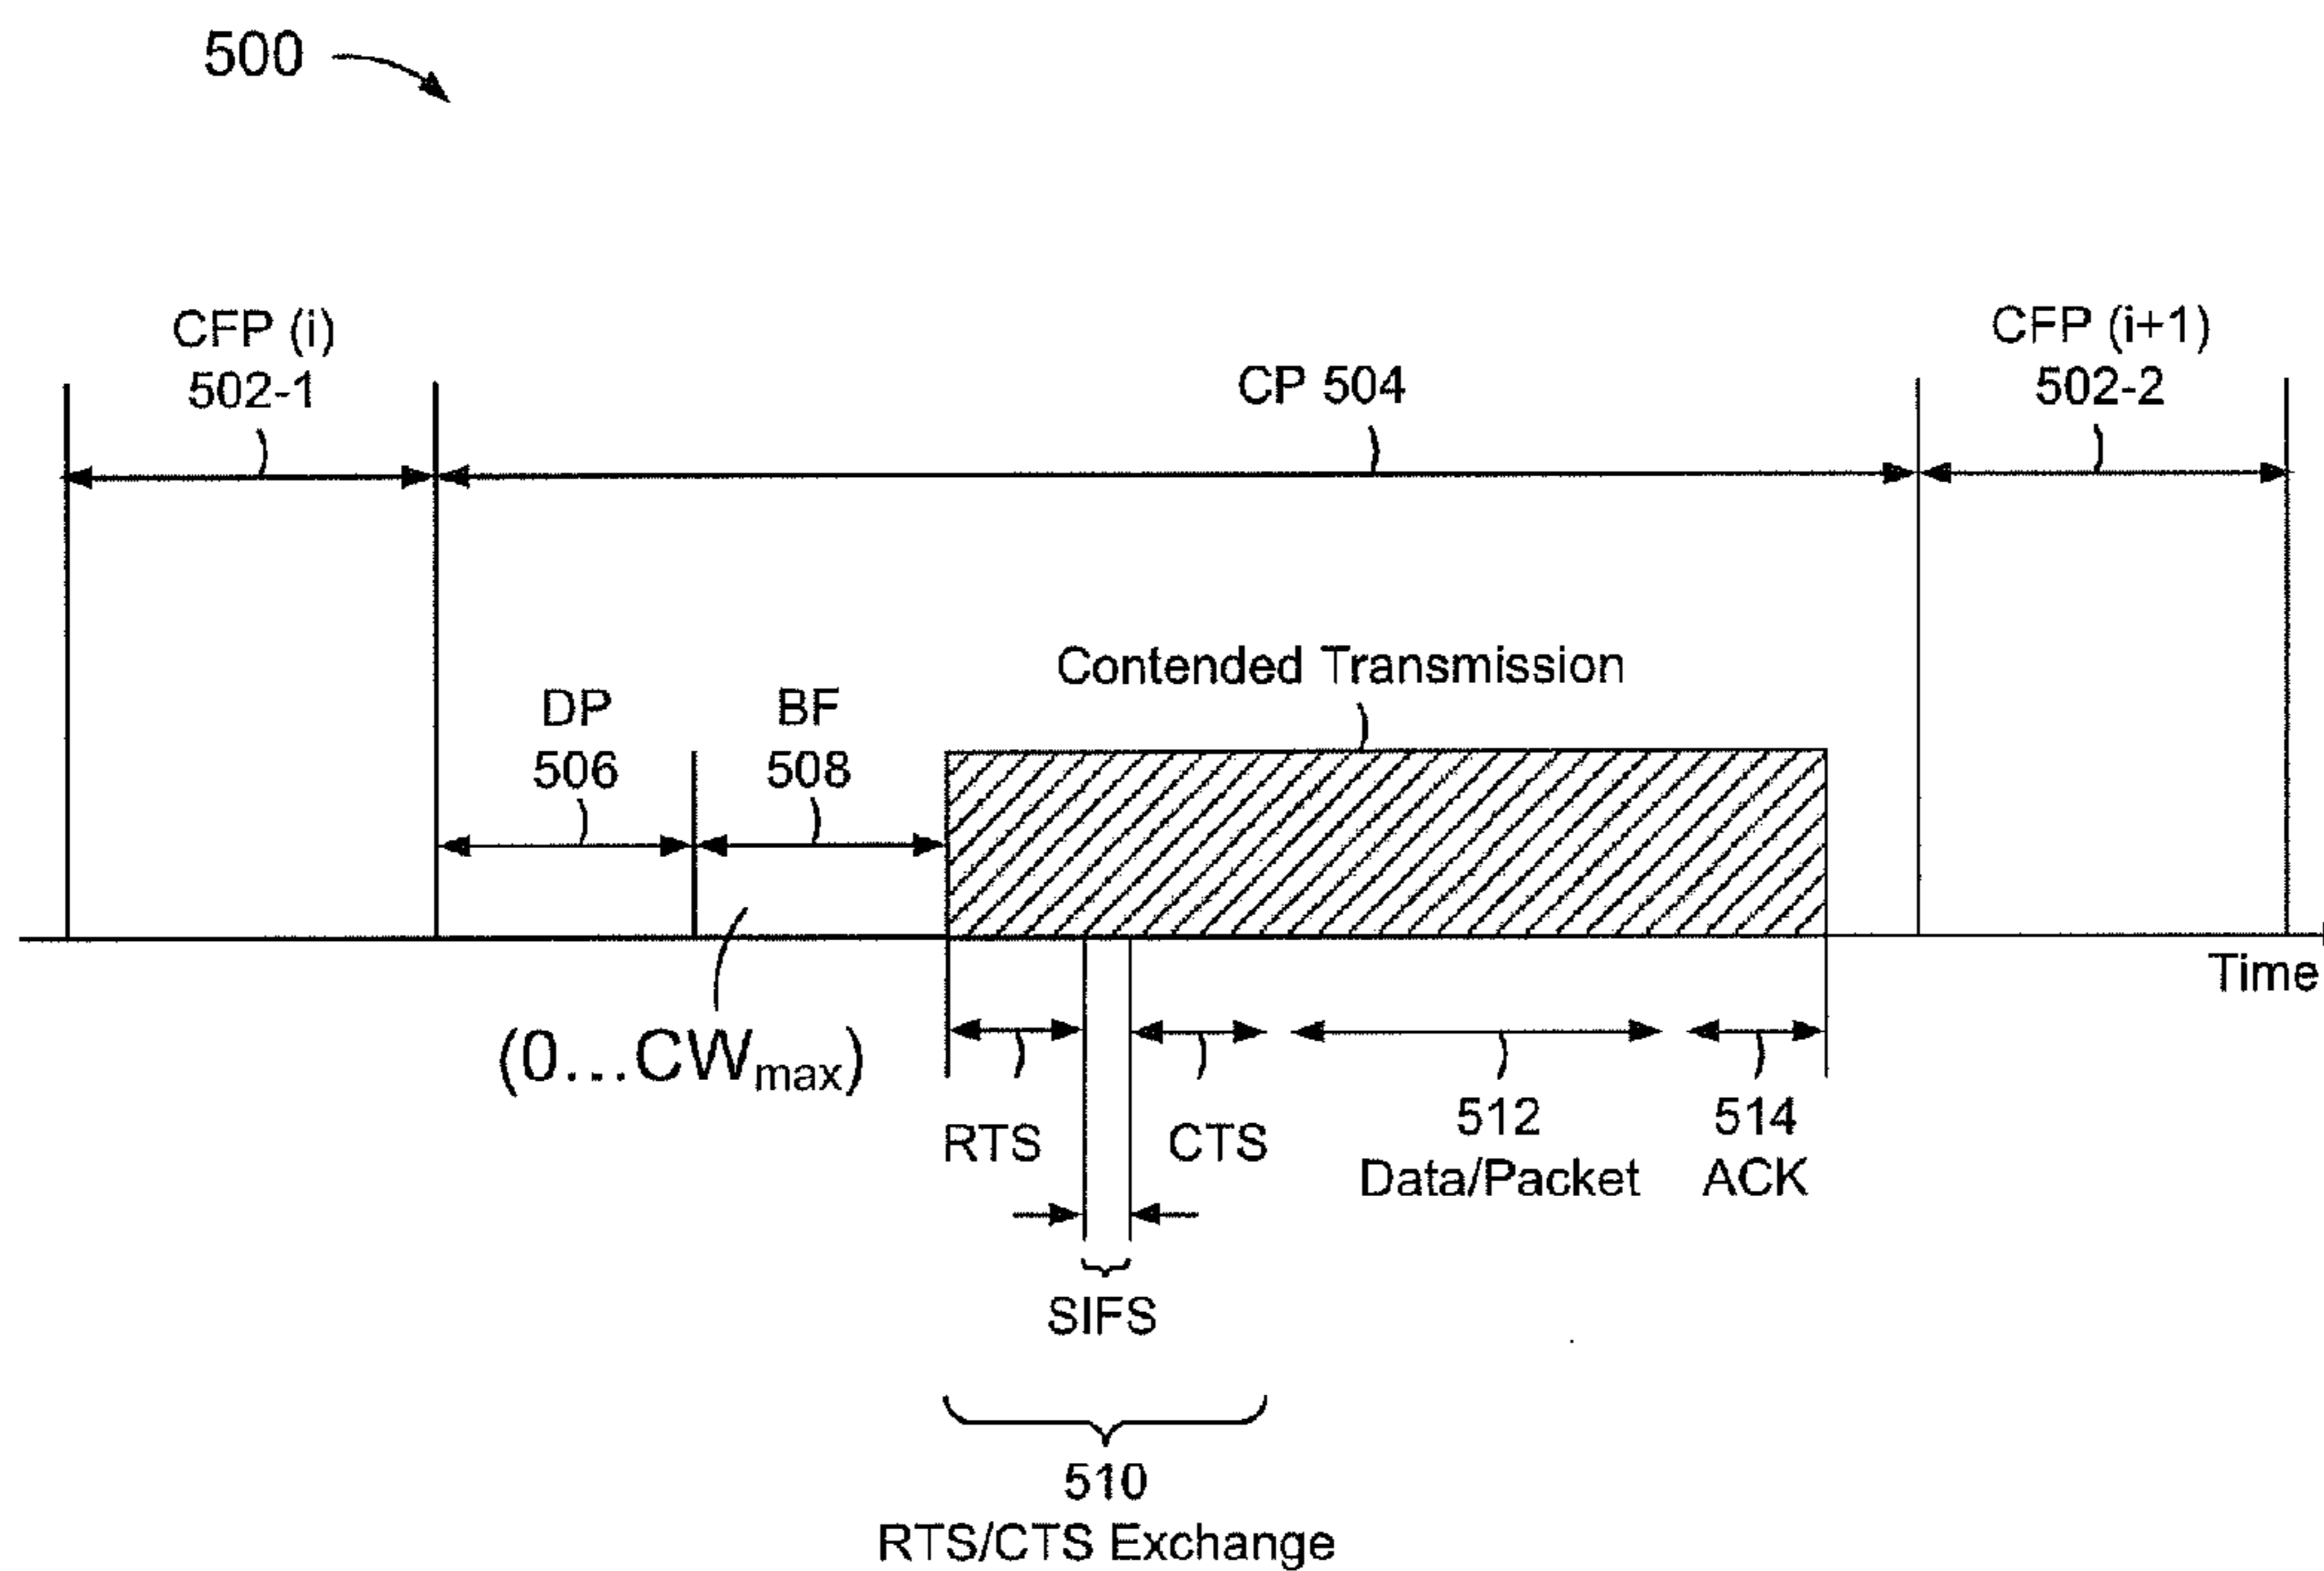 500
CFP (i)
502-1
CP 504
CFP (i+1)
502-2
Contended Transmission
DP
506
BF
508
Time
(0...CWmax)
RTS
CTS
512
Data/Packet
514
ACK
SIFS
510
RTS/CTS Exchange